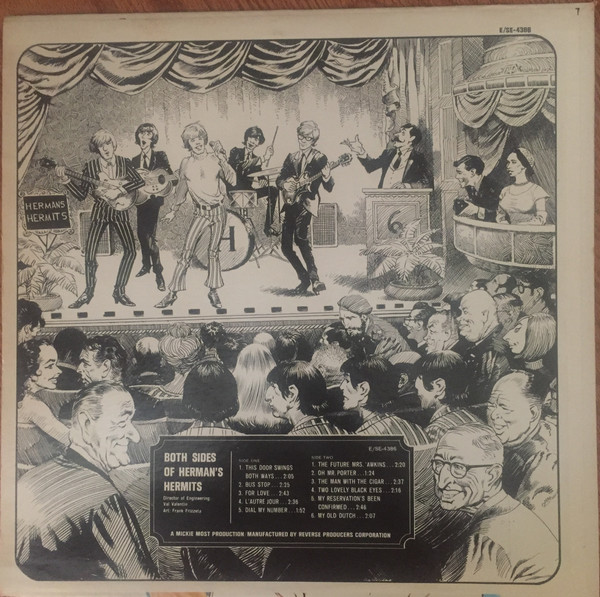 7
E/SE-4386
HERMANS
HERMITS
H
6
E/SE-4386
BOTH SIDES
OF HERMAN'S
HERMITS
Director of Engineering
Val Valentin
Art: Frank Frazetta
SIDE ONE
1. THIS DOOR SWINGS
BOTH WAYS . . . 2:05
2. BUS STOP . . . 2:25
3. FOR LOVE . . . 2:43
4. L'AUTRE JOUR . . . 2:36
5. DIAL MY NUMBER . . . 1:52
SIDE TWO
1. THE FUTURE MRS. 'AWKINS . . . 2:20
2. OH MR. PORTER . . . 1:24
3. THE MAN WITH THE CIGAR . . . 2:37
4. TWO LOVELY BLACK EYES . . . 2:16
5. MY RESERVATION'S BEEN
CONFIRMED . . . 2:46
6. MY OLD DUTCH . . . 2:07
A MICKIE MOST PRODUCTION / MANUFACTURED BY REVERSE PRODUCERS CORPORATION